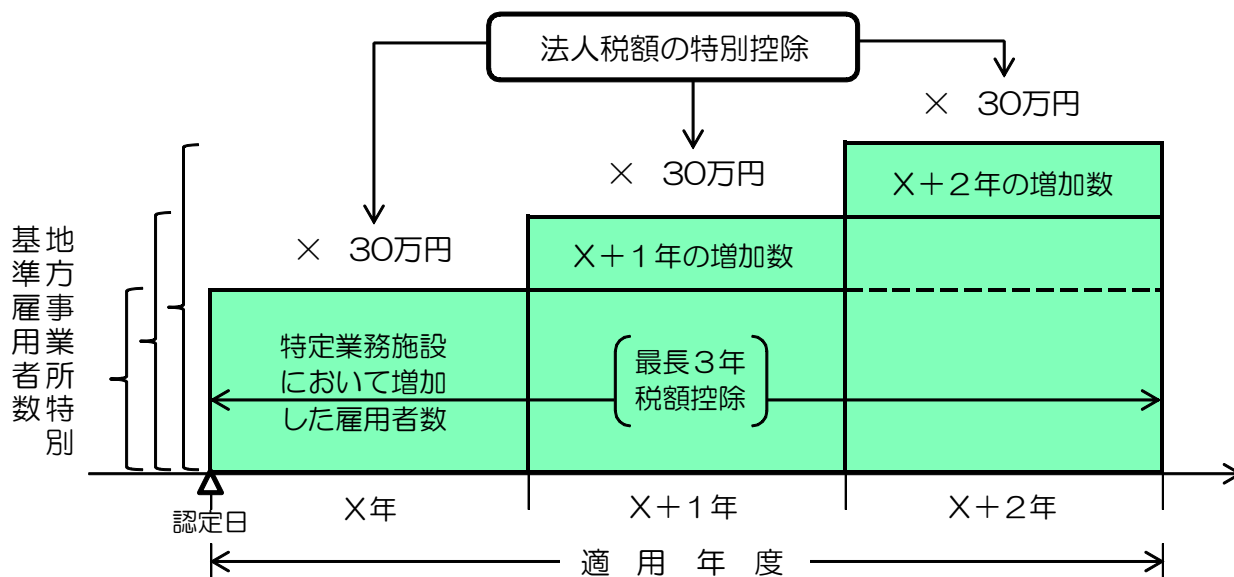 法人税額の特別控除
× 30万円
× 30万円
× 30万円
X+2年の増加数
X+1年の増加数
地方事業所特別
基準雇用者数
特定業務施設
において増加
した雇用者数
最長3年
税額控除
認定日
X年
X+1年
X+2年
適用年度